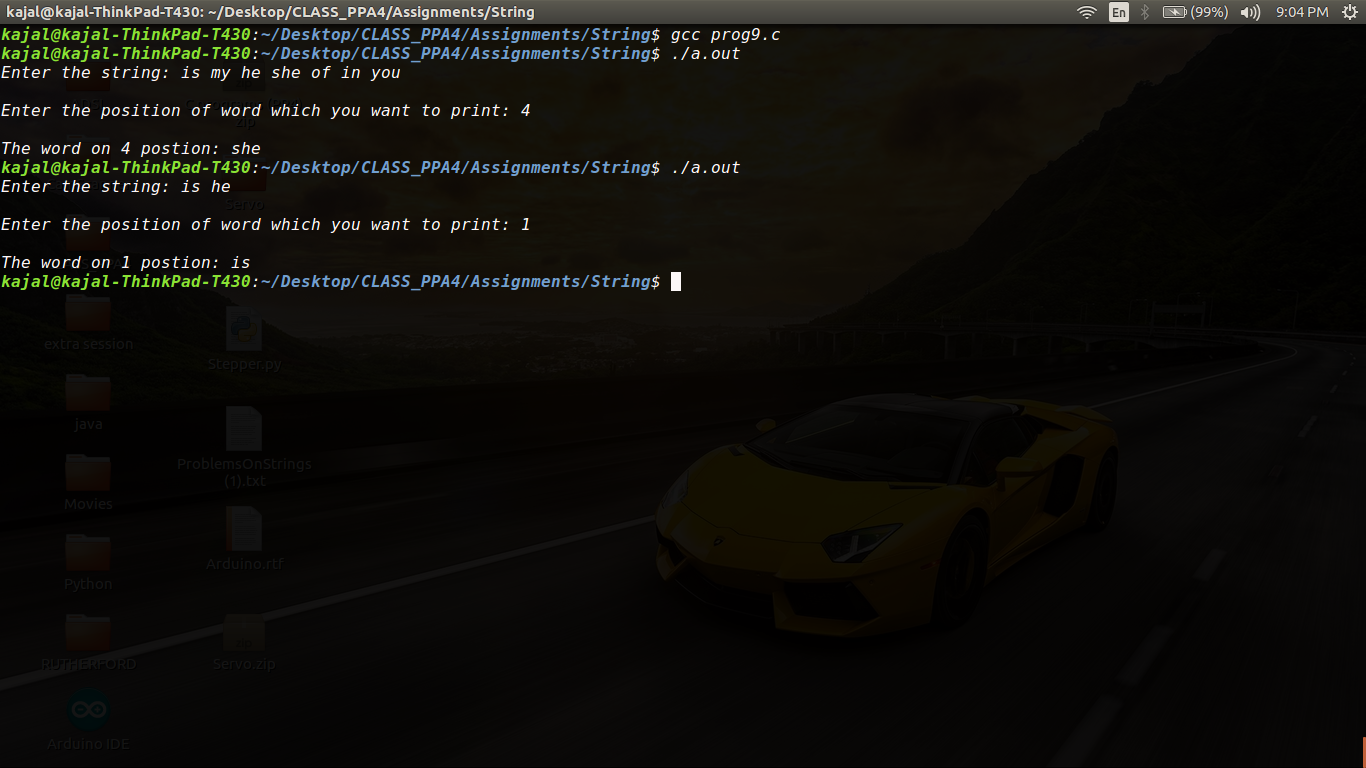 kajal@kajal-ThinkPad-T430: ~/Desktop/CLASS_PPA4/Assignments/String
En
(99%)
9:04 PM
kajal@kajal-ThinkPad-T430:~/Desktop/CLASS_PPA4/Assignments/String$ gcc prog9.c
kajal@kajal-ThinkPad-T430:~/Desktop/CLASS_PPA4/Assignments/String$ ./a.out
Enter the string: is my he she of in you
Enter the position of word which you want to print: 4
The word on 4 postion: she
kajal@kajal-ThinkPad-T430:~/Desktop/CLASS_PPA4/Assignments/String$ ./a.out
Enter the string: is he
Enter the position of word which you want to print: 1
The word on 1 postion: is
kajal@kajal-ThinkPad-T430:~/Desktop/CLASS_PPA4/Assignments/String$
zip
Servo
extra session
Stepper.py
java
ProblemsOnStrings
(1).txt
Movies
Arduino.rtf
Python
RUTHERFORD
Servo.zip
Arduino IDE